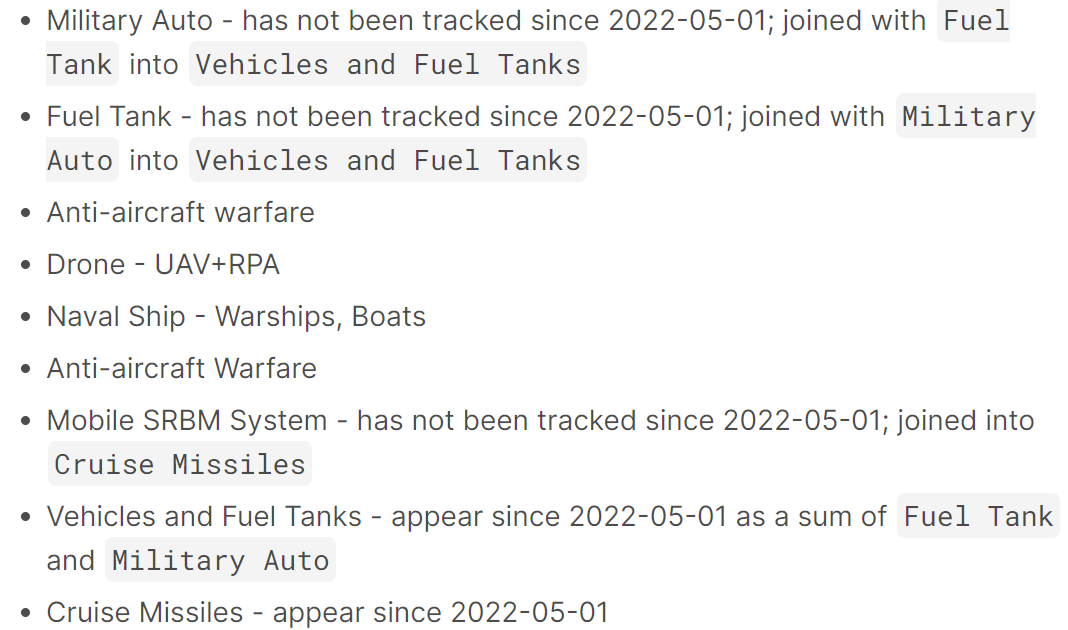 • Military Auto - has not been tracked since 2022-05-01; joined with Fuel
Tank into Vehicles and Fuel Tanks
• Fuel Tank - has not been tracked since 2022-05-01; joined with Military
Auto into Vehicles and Fuel Tanks
• Anti-aircraft warfare
• Drone - UAV+RPA
• Naval Ship - Warships, Boats
• Anti-aircraft Warfare
• Mobile SRBM System - has not been tracked since 2022-05-01; joined into
Cruise Missiles
• Vehicles and Fuel Tanks - appear since 2022-05-01 as a sum of Fuel Tank
and Military Auto
• Cruise Missiles - appear since 2022-05-01